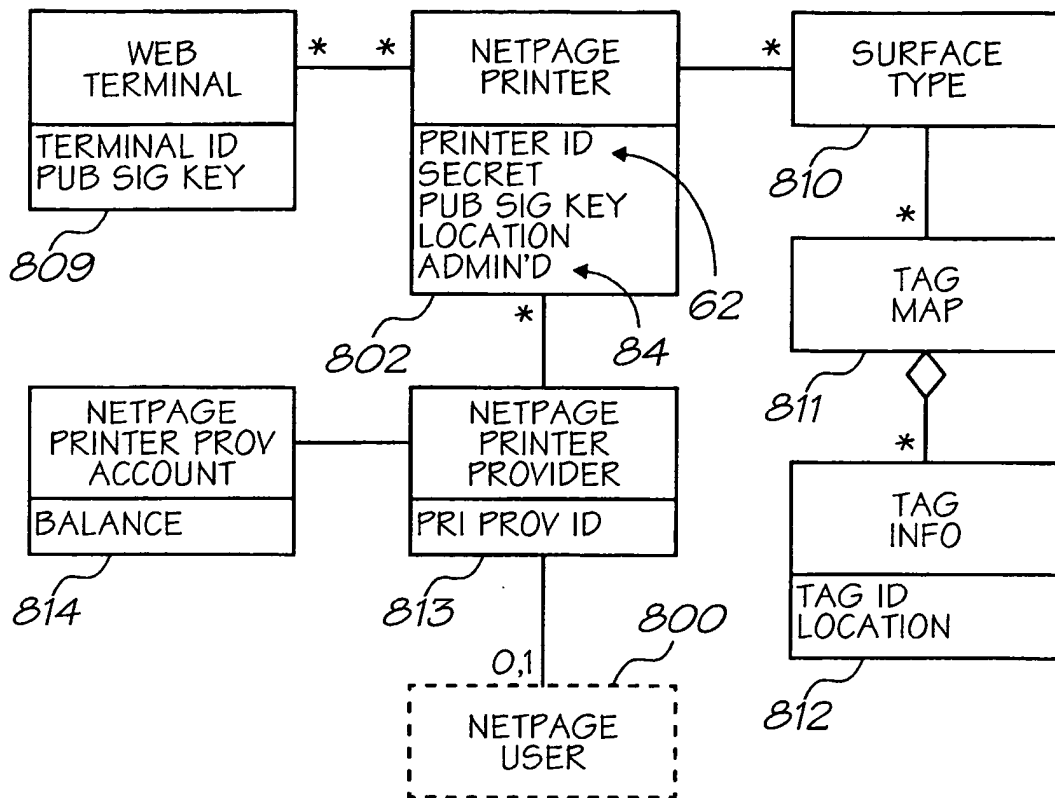 WEB
TERMINAL
TERMINAL ID
PUB SIG KEY
809
* *
NETPAGE
PRINTER
PRINTER ID
SECRET
PUB SIG KEY
LOCATION
ADMIN'D
802
62
84
*
SURFACE
TYPE
810
*
TAG
MAP
811
*
TAG
INFO
TAG ID
LOCATION
812
*
NETPAGE
PRINTER PROV
ACCOUNT
BALANCE
814
NETPAGE
PRINTER
PROVIDER
PRI PROV ID
813
0,1
800
NETPAGE
USER